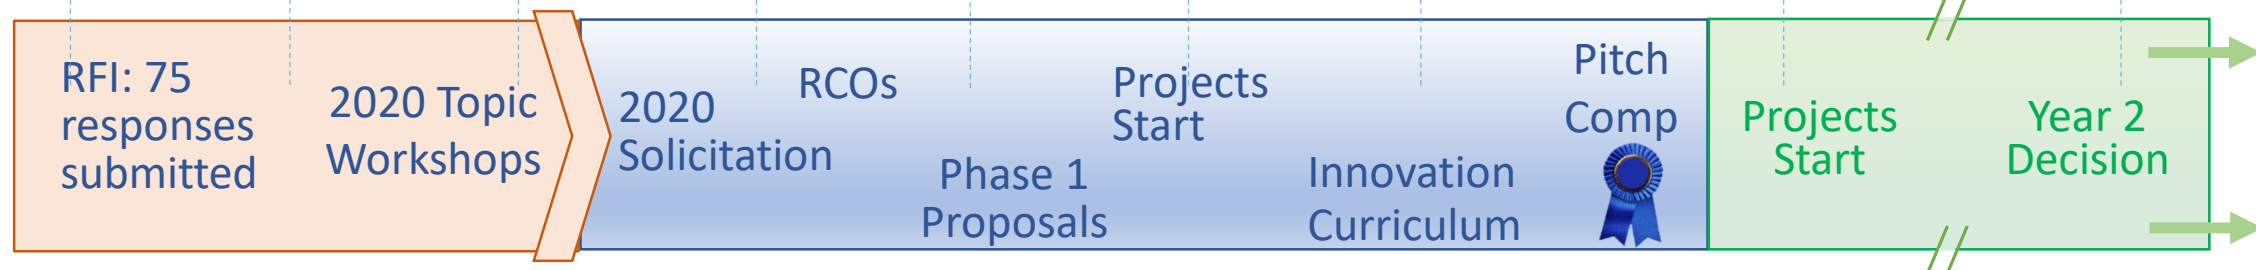 RFI: 75
responses
submitted
2020 Topic
Workshops
2020
Solicitation
RCOs
Phase 1
Proposals
Projects
Start
Innovation
Curriculum
Pitch
Comp
Projects
Start
Year 2
Decision